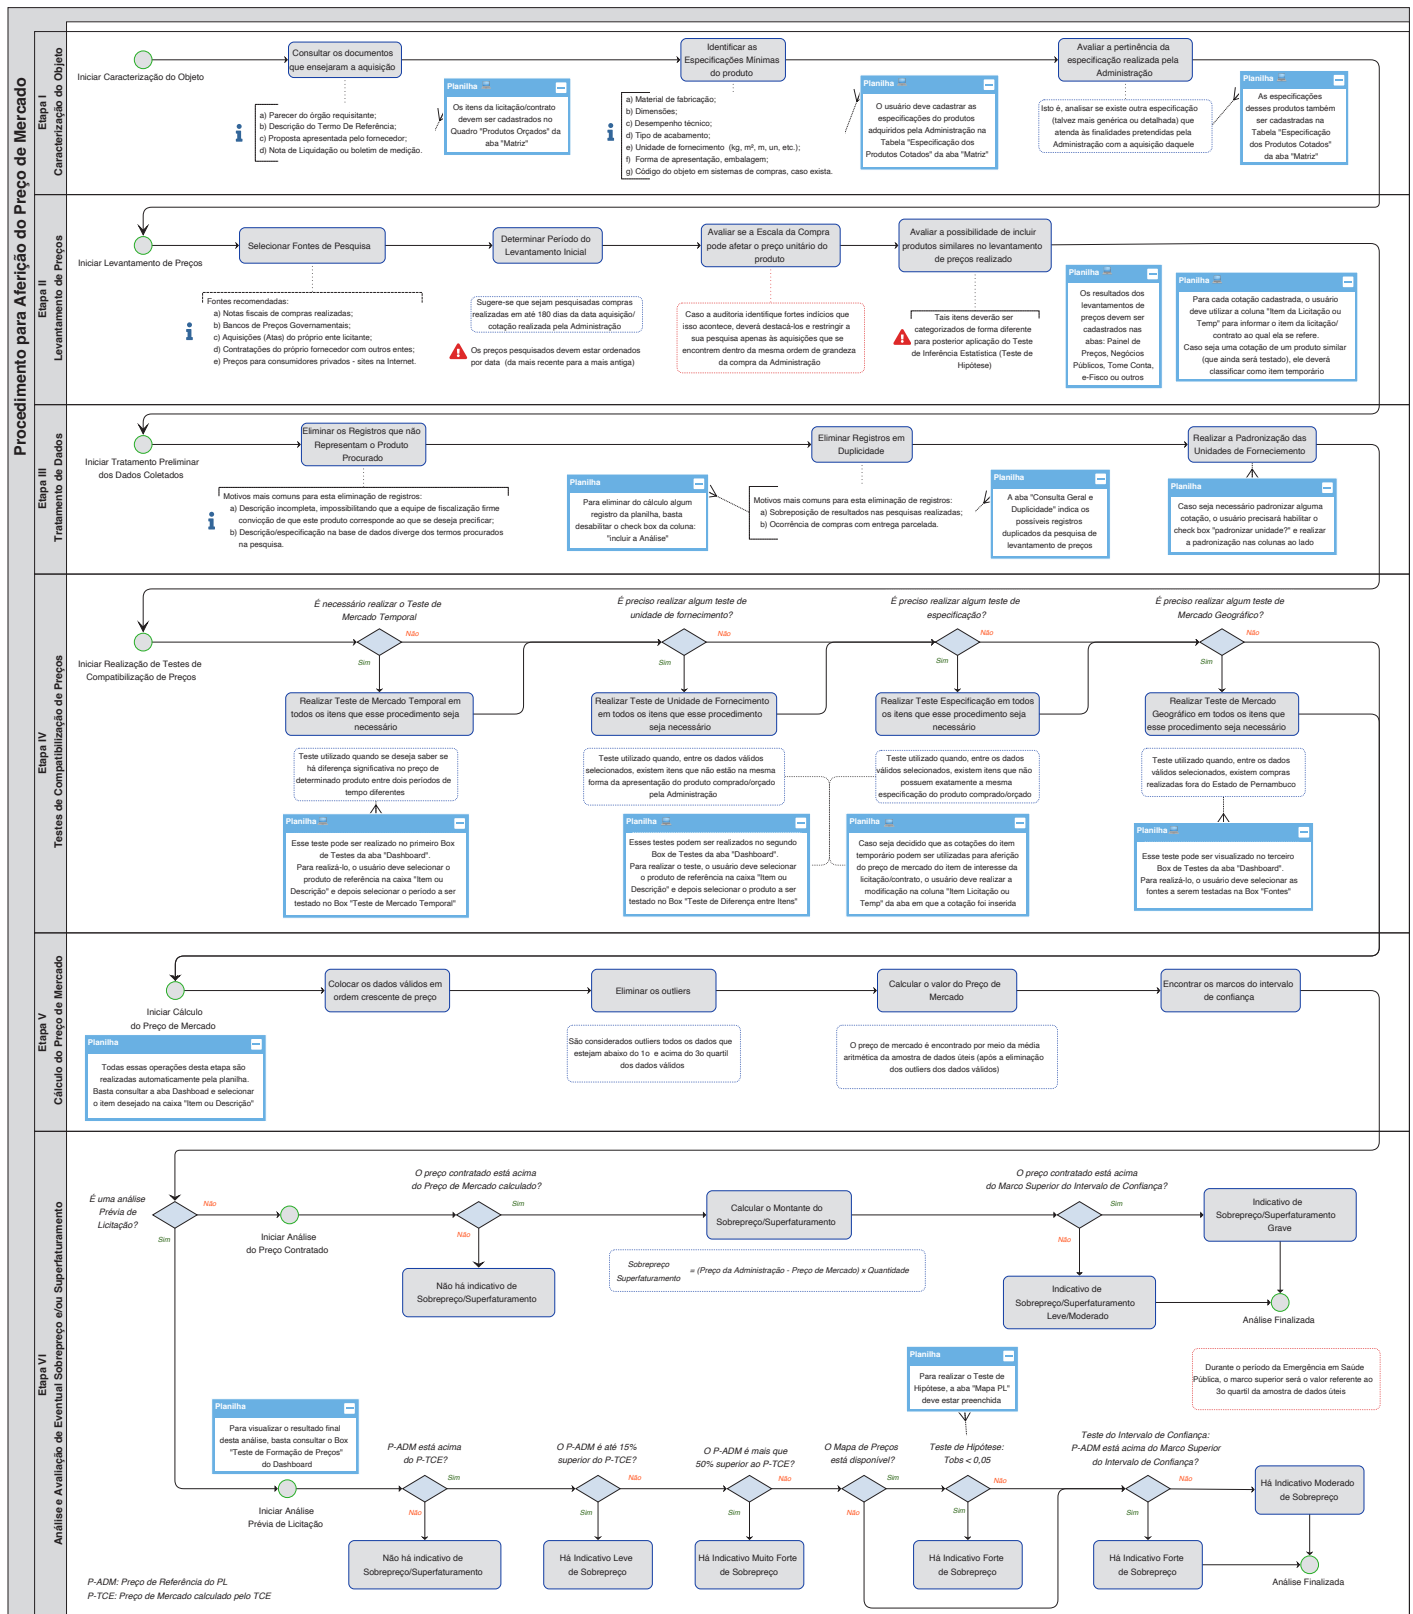 Procedimento para Aferição do Preço de Mercado
Etapa I
Caracterização do Objeto
Iniciar Caracterização do Objeto
Consultar os documentos
que ensejaram a aquisição
a) Parecer do órgão requisitante;
b) Descrição do Termo De Referência;
c) Proposta apresentada pelo fornecedor;
d) Nota de Liquidação ou boletim de medição.
Planilha
Os itens da licitação/contrato
devem ser cadastrados no
Quadro "Produtos Orçados" da
aba "Matriz"
Identificar as
Especificações Mínimas
do produto
a) Material de fabricação;
b) Dimensões;
c) Desempenho técnico;
d) Tipo de acabamento;
e) Unidade de fornecimento (kg, m², m, un, etc.);
f) Forma de apresentação, embalagem;
g) Código do objeto em sistemas de compras, caso exista.
Planilha
O usuário deve cadastrar as
especificações do produtos
adquiridos pela Administração na
Tabela "Especificação dos
Produtos Cotados" da aba "Matriz"
Avaliar a pertinência da
especificação realizada pela
Administração
Isto é, analisar se existe outra especificação
(talvez mais genérica ou detalhada) que
atenda às finalidades pretendidas pela
Administração com a aquisição daquele
Planilha
As especificações
desses produtos também
ser cadastradas na
Tabela "Especificação
dos Produtos Cotados"
da aba "Matriz"
Etapa II
Levantamento de Preços
Iniciar Levantamento de Preços
Selecionar Fontes de Pesquisa
Fontes recomendadas:
a) Notas fiscais de compras realizadas;
b) Bancos de Preços Governamentais;
c) Aquisições (Atas) do próprio ente licitante;
d) Contratações do próprio fornecedor com outros entes;
e) Preços para consumidores privados - sites na Internet.
Determinar Período do
Levantamento Inicial
Sugere-se que sejam pesquisadas compras
realizadas em até 180 dias da data aquisição/
cotação realizada pela Administração
Os preços pesquisados devem estar ordenados
por data (da mais recente para a mais antiga)
Avaliar se a Escala da Compra
pode afetar o preço unitário do
produto
Caso a auditoria identifique fortes indícios que
isso acontece, deverá destacá-los e restringir a
sua pesquisa apenas às aquisições que se
encontrem dentro da mesma ordem de grandeza
da compra da Administração
Avaliar a possibilidade de incluir
produtos similares no levantamento
de preços realizado
Tais itens deverão ser
categorizados de forma diferente
para posterior aplicação do Teste
de Inferência Estatística (Teste de
Hipótese)
Planilha
Os resultados dos
levantamentos de
preços devem ser
cadastrados nas
abas: Painel de
Preços, Negócios
Públicos, Tome Conta,
e-Fisco ou outros
Planilha
Para cada cotação cadastrada, o usuário
deve utilizar a coluna "Item da Licitação ou
Temp" para informar o item da licitação/
contrato ao qual ela se refere.
Caso seja uma cotação de um produto similar
(que ainda será testado), ele deverá
classificar como item temporário
Etapa III
Tratamento de Dados
Iniciar Tratamento Preliminar
dos Dados Coletados
Eliminar os Registros que não
Representam o Produto
Procurado
Motivos mais comuns para esta eliminação de registros:
a) Descrição incompleta, impossibilitando que a equipe de fiscalização firme
convicção de que este produto corresponde ao que se deseja precificar;
b) Descrição/especificação na base de dados diverge dos termos procurados
na pesquisa.
Planilha
Para eliminar do cálculo algum
registro da planilha, basta
desabilitar o check box da coluna:
"incluir a Análise"
Eliminar Registros em
Duplicidade
Motivos mais comuns para esta eliminação de registros:
a) Sobreposição de resultados nas pesquisas realizadas;
b) Ocorrência de compras com entrega parcelada.
Planilha
A aba "Consulta Geral e
Duplicidade" indica os
possíveis registros
duplicados da pesquisa de
levantamento de preços
Realizar a Padronização das
Unidades de Forneciemento
Planilha
Caso seja necessário padronizar alguma
cotação, o usuário precisará habilitar o
check box "padronizar unidade?" e realizar
a padronização nas colunas ao lado
Etapa IV
Testes de Compatibilização de Preços
Iniciar Realização de Testes de
Compatibilização de Preços
É necessário realizar o Teste de
Mercado Temporal
Não
Sim
Realizar Teste de Mercado Temporal em
todos os itens que esse procedimento seja
necessário
Teste utilizado quando se deseja saber se
há diferença significativa no preço de
determinado produto entre dois períodos de
tempo diferentes
Planilha
Esse teste pode ser realizado no primeiro Box
de Testes da aba "Dashboard".
Para realizá-lo, o usuário deve selecionar o
produto de referência na caixa "Item ou
Descrição" e depois selecionar o período a ser
testado no Box "Teste de Mercado Temporal"
É preciso realizar algum teste de
unidade de fornecimento?
Não
Sim
Realizar Teste de Unidade de Fornecimento
em todos os itens que esse procedimento
seja necessário
Teste utilizado quando, entre os dados válidos
selecionados, existem itens que não estão na mesma
forma da apresentação do produto comprado/orçado
pela Administração
Planilha
Esses testes podem ser realizados no segundo
Box de Testes da aba "Dashboard".
Para realizar o teste, o usuário deve selecionar
o produto de referência na caixa "Item ou
Descrição" e depois selecionar o produto a ser
testado no Box "Teste de Diferença entre Itens"
É preciso realizar algum teste de
especificação?
Não
Sim
Realizar Teste Especificação em todos
os itens que esse procedimento seja
necessário
Teste utilizado quando, entre os dados
válidos selecionados, existem itens que não
possuem exatamente a mesma
especificação do produto comprado/orçado
Planilha
Caso seja decidido que as cotações do item
temporário podem ser utilizadas para aferição
do preço de mercado do item de interesse da
licitação/contrato, o usuário deve realizar a
modificação na coluna "Item Licitação ou
Temp" da aba em que a cotação foi inserida
É preciso realizar algum teste de
Mercado Geográfico?
Não
Sim
Realizar Teste de Mercado
Geográfico em todos os itens que
esse procedimento seja necessário
Teste utilizado quando, entre os dados
válidos selecionados, existem compras
realizadas fora do Estado de Pernambuco
Planilha
Esse teste pode ser visualizado no terceiro
Box de Testes da aba "Dashboard".
Para realizá-lo, o usuário deve selecionar as
fontes a serem testadas na Box "Fontes"
Etapa V
Cálculo do Preço de Mercado
Iniciar Cálculo
do Preço de Mercado
Planilha
Todas essas operações desta etapa são
realizadas automaticamente pela planilha.
Basta consultar a aba Dashboad e selecionar
o item desejado na caixa "Item ou Descrição"
Colocar os dados válidos em
ordem crescente de preço
Eliminar os outliers
São considerados outliers todos os dados que
estejam abaixo do 1o e acima do 3o quartil
dos dados válidos
Calcular o valor do Preço de
Mercado
O preço de mercado é encontrado por meio da média
aritmética da amostra de dados úteis (após a eliminação
dos outliers dos dados válidos)
Encontrar os marcos do intervalo
de confiança
Etapa VI
Análise e Avaliação de Eventual Sobrepreço e/ou Superfaturamento
É uma análise
Prévia de
Licitação?
Não
Sim
Iniciar Análise
do Preço Contratado
O preço contratado está acima
do Preço de Mercado calculado?
Sim
Não
Não há indicativo de
Sobrepreço/Superfaturamento
Calcular o Montante do
Sobrepreço/Superfaturamento
Sobrepreço
Superfaturamento
= (Preço da Administração - Preço de Mercado) x Quantidade
O preço contratado está acima
do Marco Superior do Intervalo de Confiança?
Sim
Não
Indicativo de
Sobrepreço/Superfaturamento
Grave
Indicativo de
Sobrepreço/Superfaturamento
Leve/Moderado
Análise Finalizada
Durante o período da Emergência em Saúde
Pública, o marco superior será o valor referente ao
3o quartil da amostra de dados úteis
Planilha
Para realizar o Teste de
Hipótese, a aba "Mapa PL"
deve estar preenchida
Planilha
Para visualizar o resultado final
desta análise, basta consultar o Box
"Teste de Formação de Preços"
do Dashboard
Iniciar Análise
Prévia de Licitação
P-ADM está acima
do P-TCE?
Sim
Não
Não há indicativo de
Sobrepreço/Superfaturamento
O P-ADM é até 15%
superior do P-TCE?
Não
Sim
Há Indicativo Leve
de Sobrepreço
O P-ADM é mais que
50% superior ao P-TCE?
Não
Sim
Há Indicativo Muito Forte
de Sobrepreço
O Mapa de Preços
está disponível?
Sim
Não
Teste de Hipótese:
Tobs < 0,05
Não
Sim
Há Indicativo Forte
de Sobrepreço
Teste do Intervalo de Confiança:
P-ADM está acima do Marco Superior
do Intervalo de Confiança?
Não
Sim
Há Indicativo Forte
de Sobrepreço
Há Indicativo Moderado
de Sobrepreço
Análise Finalizada
P-ADM: Preço de Referência do PL
P-TCE: Preço de Mercado calculado pelo TCE